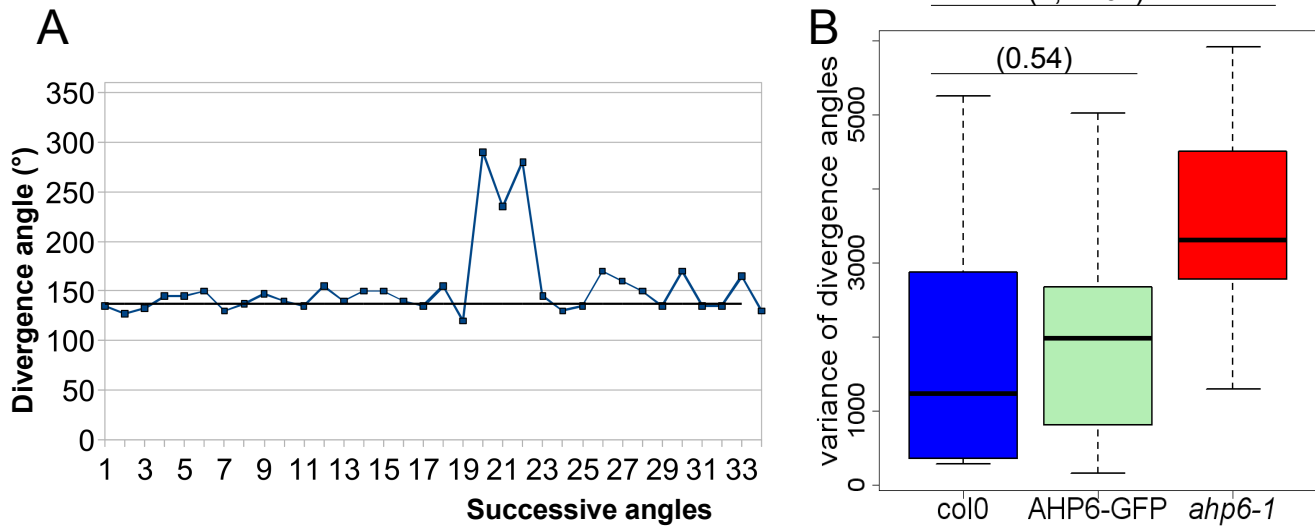 A
Divergence angle (°)
350
300
250
200
150
100
50
0
1 3 5 7 9 11 13 15 17 19 21 23 25 27 29 31 33
Successive angles
B
(0.54)
variance of divergence angles
5000
3000
1000
0
col0 AHP6-GFP ahp6-1